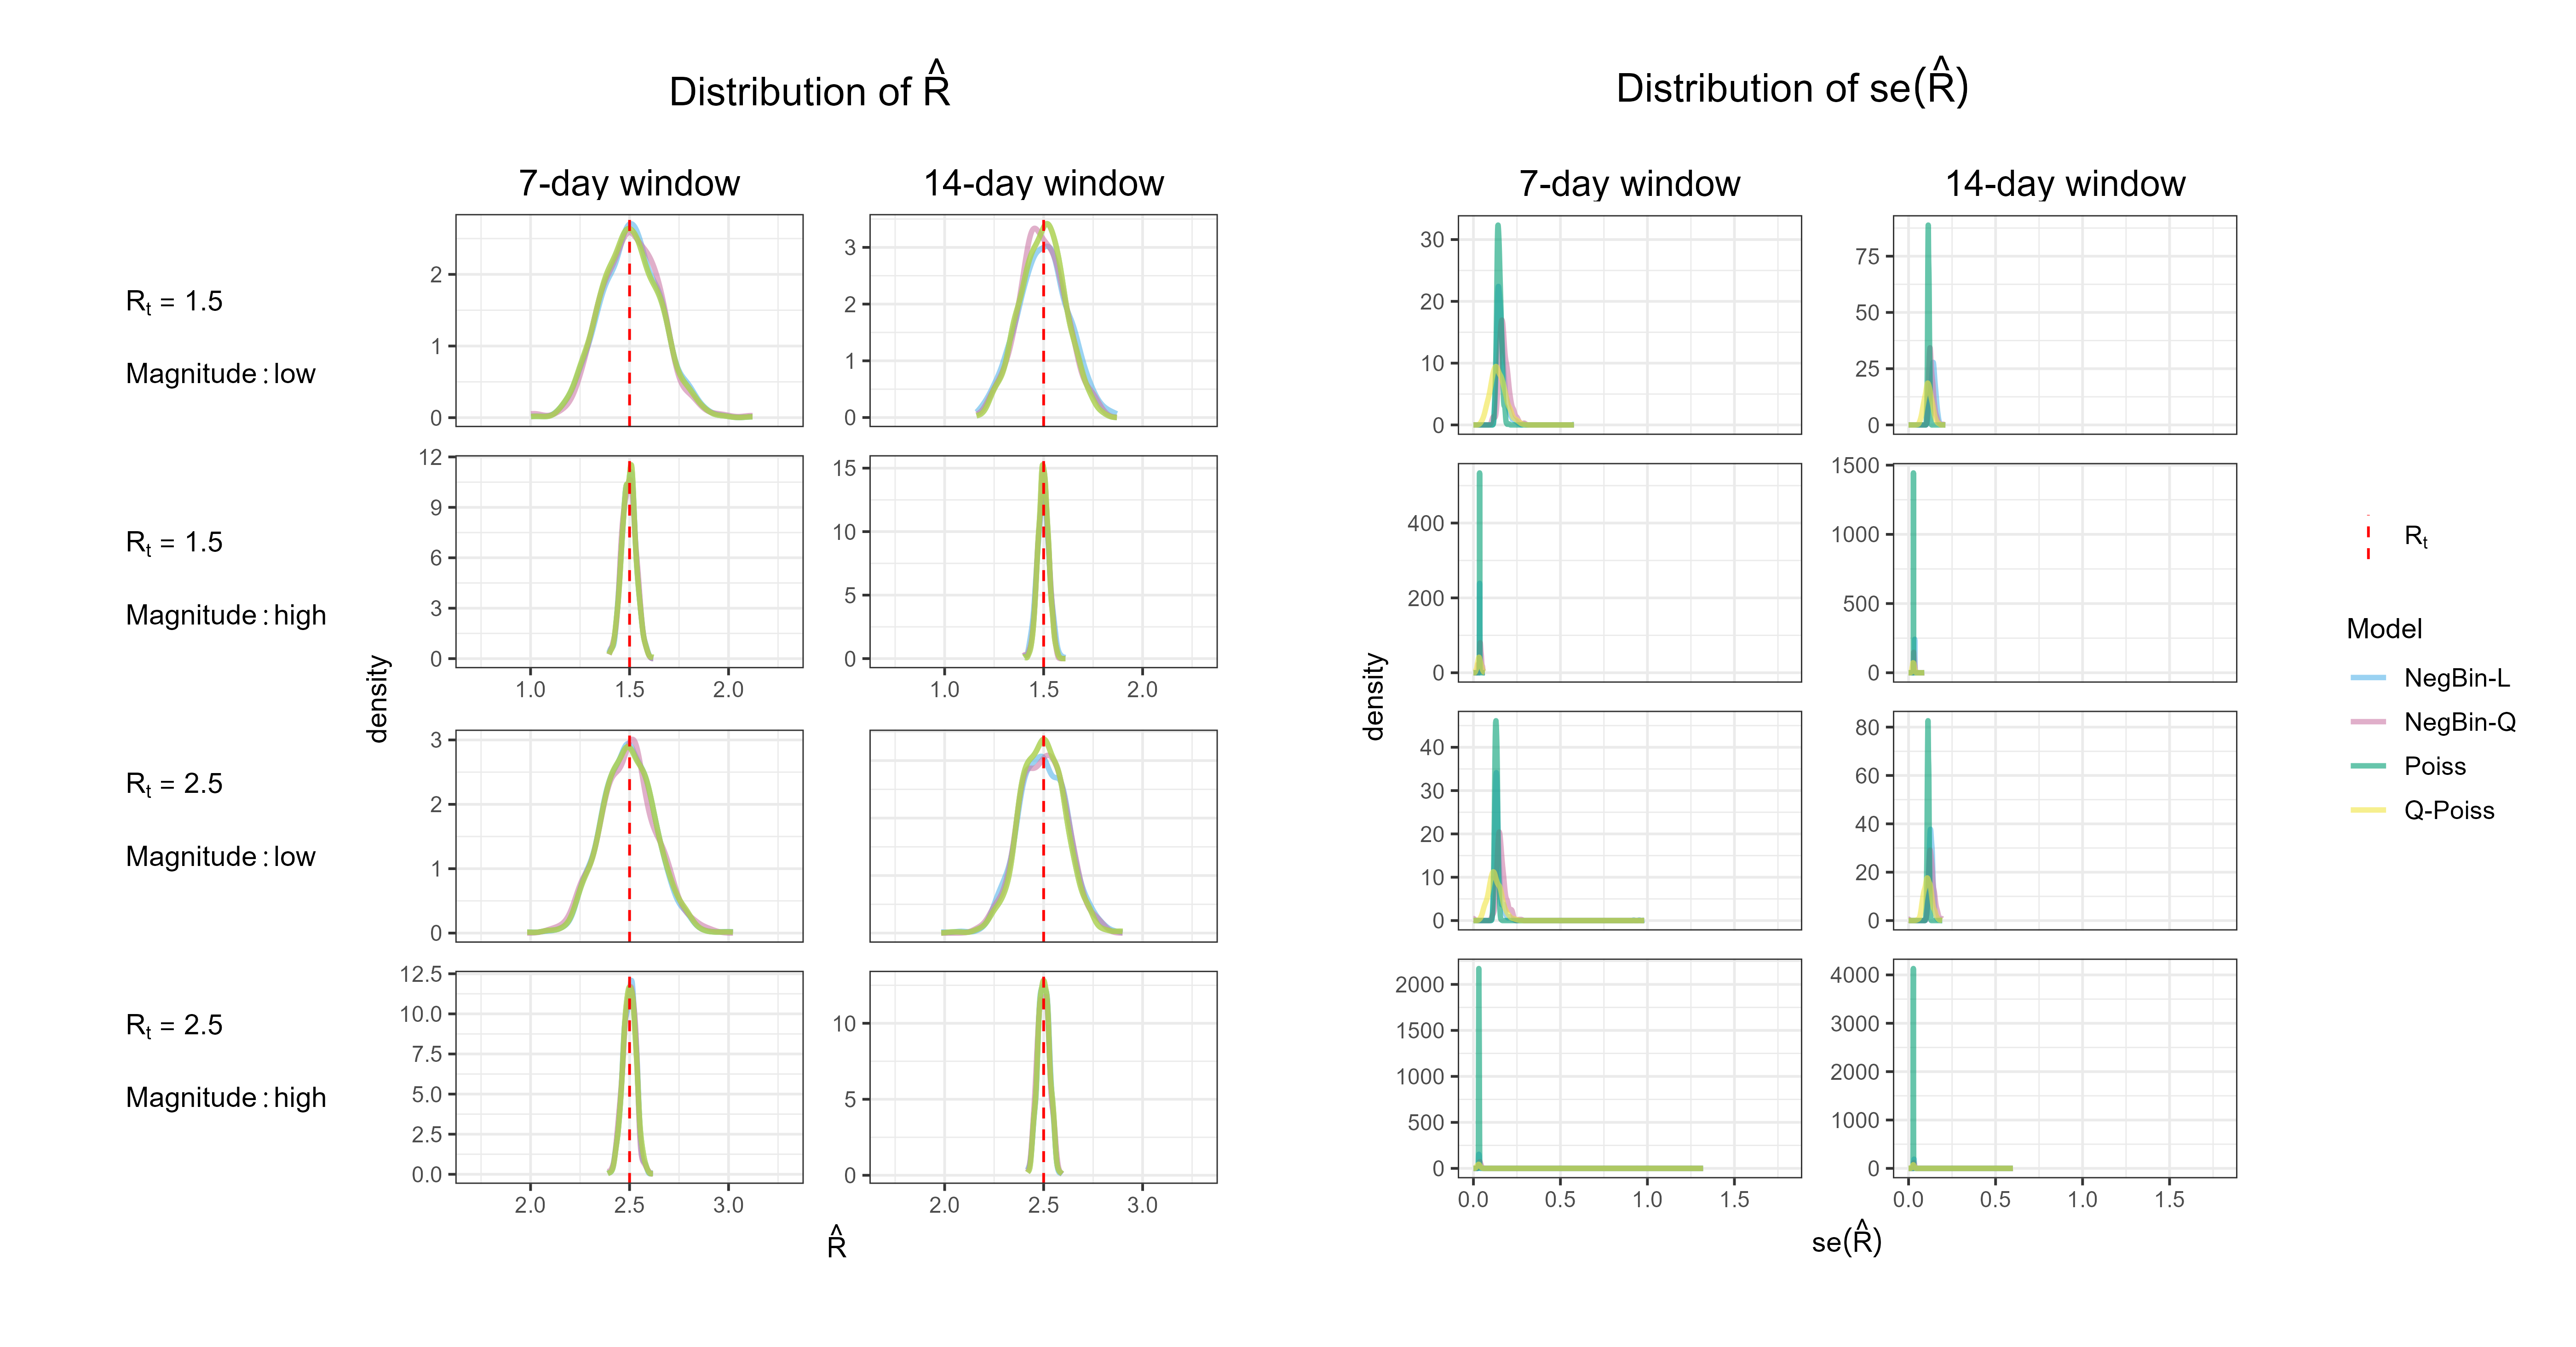 Distribution of R̂
Distribution of se(R̂)
7-day window
14-day window
7-day window
14-day window
Rt = 1.5
Magnitude : low
2
1
0
3
2
1
0
30
20
10
0
75
50
25
0
Rt = 1.5
Magnitude : high
12
9
6
3
0
1.0 1.5 2.0
15
10
5
0
1.0 1.5 2.0
400
200
0
1500
1000
500
0
Rt = 2.5
Magnitude : low
3
2
1
0
40
30
20
10
0
80
60
40
20
0
Rt = 2.5
Magnitude : high
12.5
10.0
7.5
5.0
2.5
0.0
2.0 2.5 3.0
10
5
0
2.0 2.5 3.0
2000
1500
1000
500
0
0.0 0.5 1.0 1.5
4000
3000
2000
1000
0
0.0 0.5 1.0 1.5
density
R̂
density
se(R̂)
Rt
Model
NegBin-L
NegBin-Q
Poiss
Q-Poiss